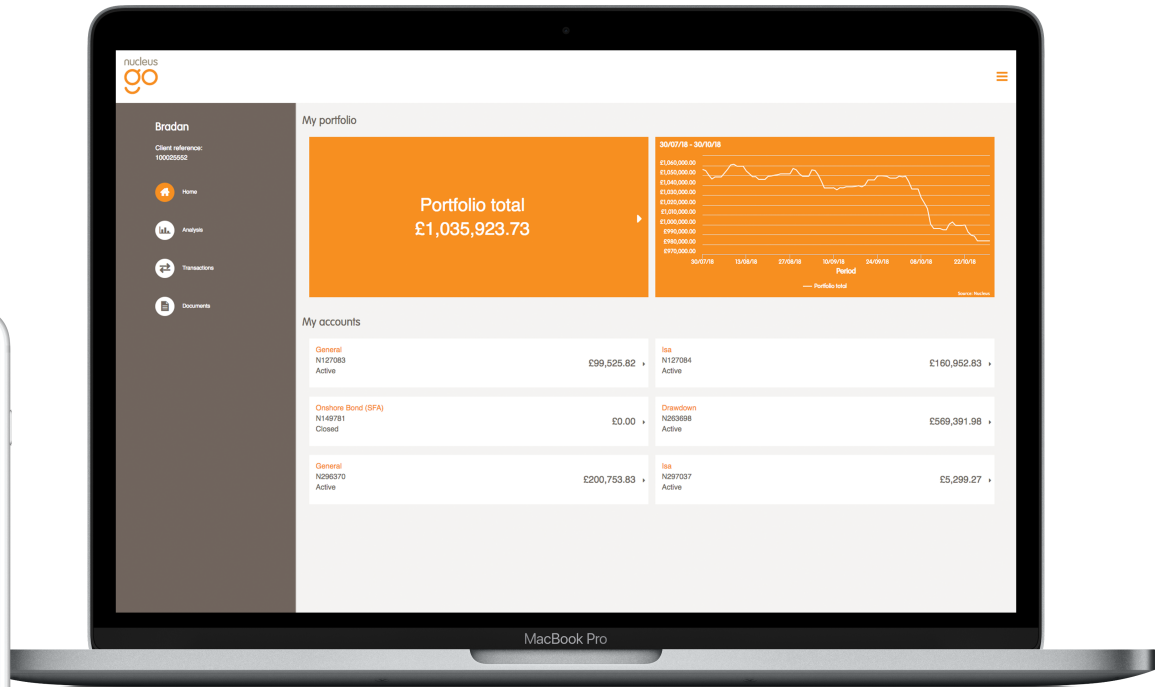 nucleus
go
Bradan
Client reference:
100025552
Home
Analysis
Transactions
Documents
My portfolio
Portfolio total
£1,035,923.73
30/07/18 - 30/10/18
£1,060,000.00
£1,050,000.00
£1,040,000.00
£1,030,000.00
£1,020,000.00
£1,010,000.00
£1,000,000.00
£990,000.00
£980,000.00
£970,000.00
30/07/18 13/08/18 27/08/18 10/09/18 24/09/18 08/10/18 22/10/18
Period
Portfolio total
Source: Nucleus
My accounts
General
N127083
Active
£99,525.82
Isa
N127084
Active
£160,952.83
Onshore Bond (SFA)
N149781
Closed
£0.00
Drawdown
N263698
Active
£569,391.98
General
N296370
Active
£200,753.83
Isa
N297037
Active
£5,299.27
MacBook Pro